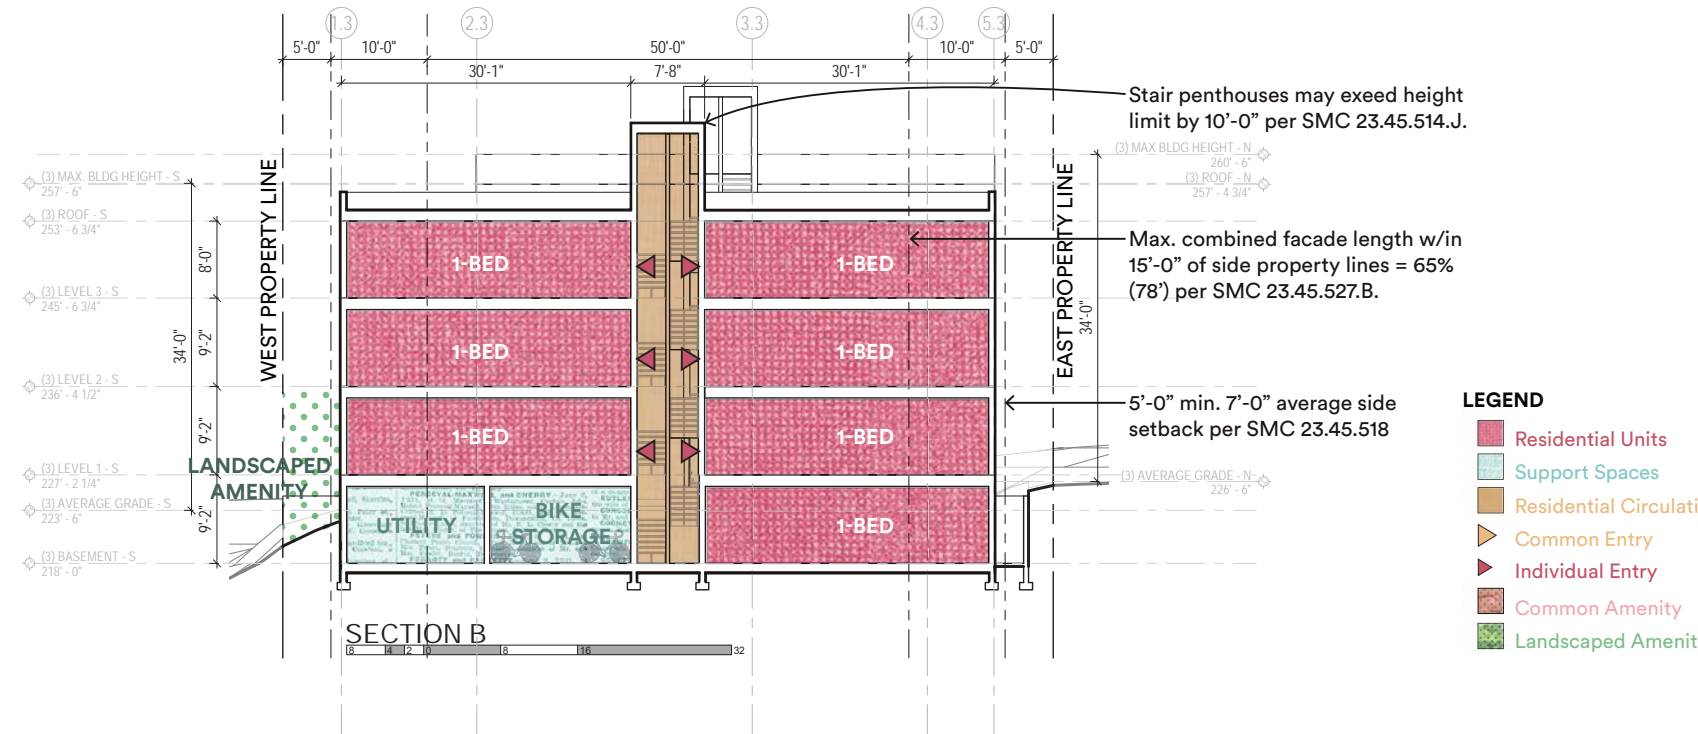 1.3 2.3 3.3 4.3 5.3
5'-0" 10'-0" 50'-0" 10'-0" 5'-0"
30'-1" 7'-8" 30'-1"
Stair penthouses may exeed height
limit by 10'-0” per SMC 23.45.514.J.
(3) MAX BLDG HEIGHT - N
260' - 6"
(3) ROOF - N
257' - 4 3/4"
(3) MAX. BLDG HEIGHT - S
257' - 6"
(3) ROOF - S
253' - 6 3/4"
WEST PROPERTY LINE
EAST PROPERTY LINE
Max. combined facade length w/in
15'-0” of side property lines = 65%
(78') per SMC 23.45.527.B.
8'-0"
1-BED 1-BED
(3) LEVEL 3 - S
245' - 6 3/4"
34'-0"
9'-2"
34'-0"
1-BED 1-BED
(3) LEVEL 2 - S
236' - 4 1/2"
5'-0” min. 7'-0” average side
setback per SMC 23.45.518
9'-2"
1-BED 1-BED
LANDSCAPED
AMENITY
(3) LEVEL 1 - S
227' - 2 1/4"
(3) AVERAGE GRADE - N
226' - 6"
(3) AVERAGE GRADE - S
223' - 6"
9'-2"
UTILITY
BIKE
STORAGE
1-BED
(3) BASEMENT - S
218' - 0"
SECTION B
8 4 2 0 8 16 32
LEGEND
Residential Units
Support Spaces
Residential Circulati
Common Entry
Individual Entry
Common Amenity
Landscaped Amenit